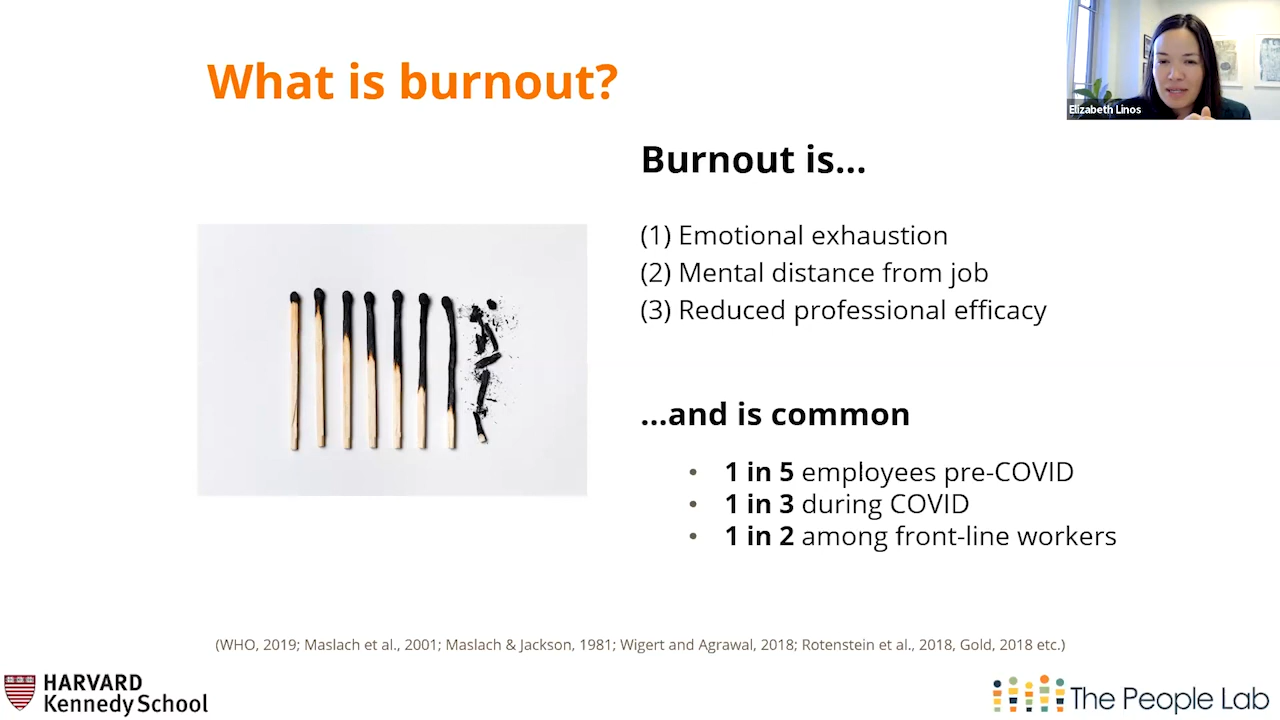 What is burnout?
Elizabeth Linos
Burnout is...
(1) Emotional exhaustion
(2) Mental distance from job
(3) Reduced professional efficacy
...and is common
• 1 in 5 employees pre-COVID
• 1 in 3 during COVID
• 1 in 2 among front-line workers
(WHO, 2019; Maslach et al., 2001; Maslach & Jackson, 1981; Wigert and Agrawal, 2018; Rotenstein et al., 2018, Gold, 2018 etc.)
HARVARD
Kennedy School
The People Lab